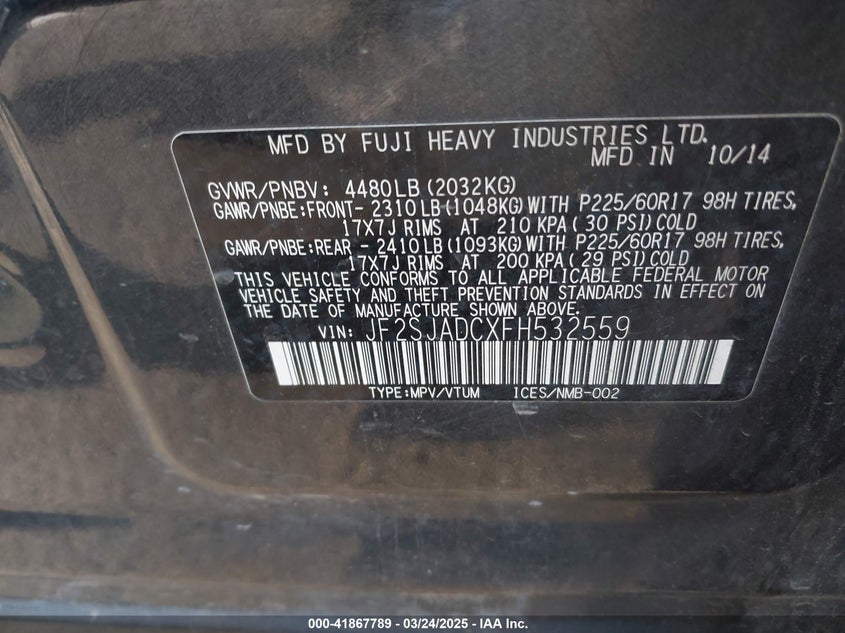 MFD BY FUJI HEAVY INDUSTRIES LTD.
MFD IN 10/14
GVWR/PNBV: 4480LB(2032KG)
GAWR/PNBE:FRONT- 2310LB(1048KG)WITH P225/60R17 98H TIRES,
17X7J RIMS AT 210 KPA(30 PSI)COLD
GAWR/PNBE:REAR - 2410LB(1093KG)WITH P225/60R17 98H TIRES,
17X7J RIMS AT 200 KPA(29 PSI)COLD
THIS VEHICLE CONFORMS TO ALL APPLICABLE FEDERAL MOTOR
VEHICLE SAFETY AND THEFT PREVENTION STANDARDS IN EFFECT ON
THE DATE OF MANUFACTURE SHOWN ABOVE.
VIN: JF2SJADCXFH532559
TYPE:MPV/VTUM ICES/NMB-002
000-41867789 - 03/24/2025 - IAA Inc.